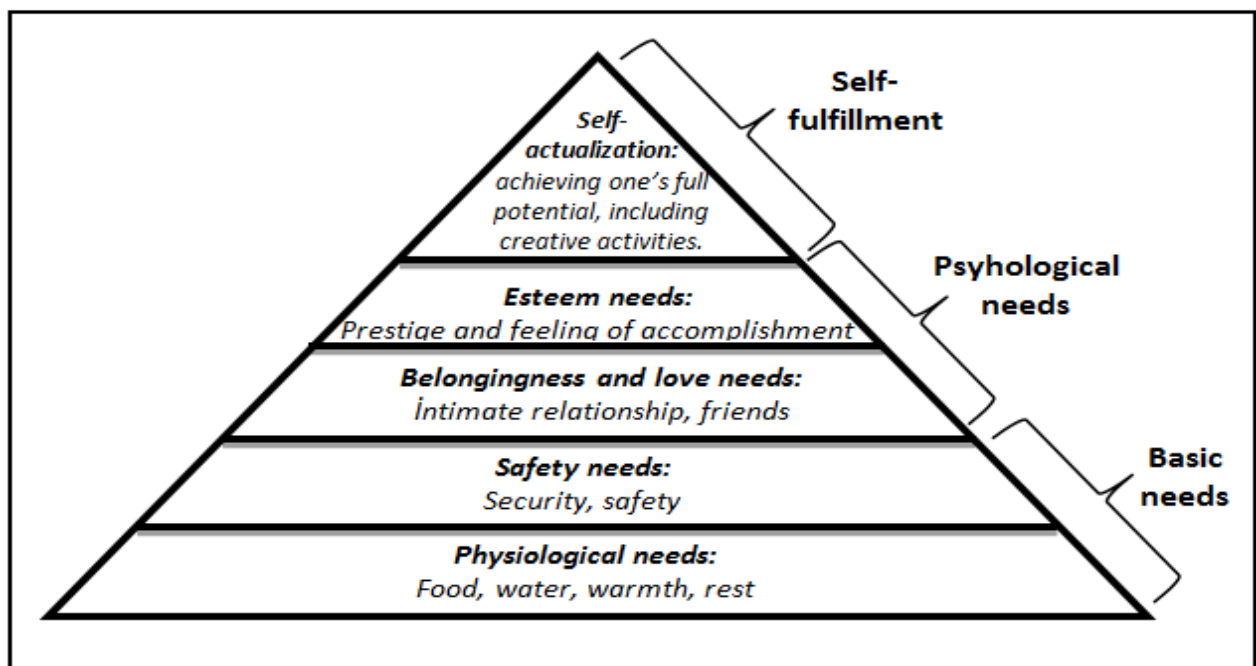 Self-
actualization:
achieving one's full
potential, including
creative activities.
Self-
fulfillment
Esteem needs:
Prestige and feeling of accomplishment
Psyhological
needs
Belongingness and love needs:
İntimate relationship, friends
Safety needs:
Security, safety
Basic
needs
Physiological needs:
Food, water, warmth, rest